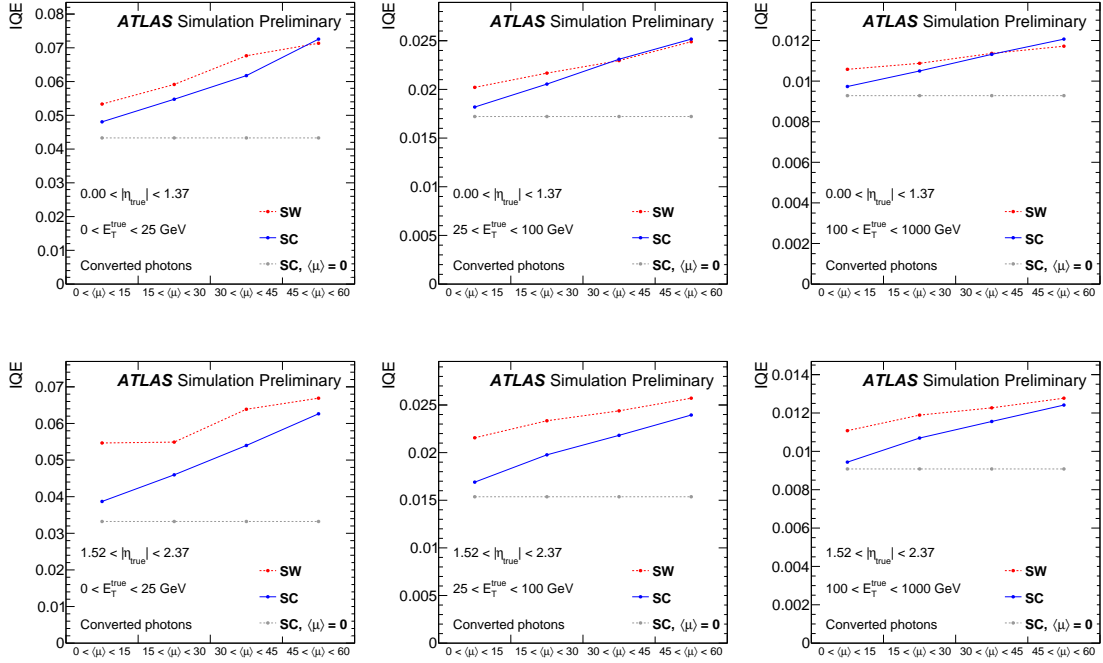 IQE
ATLAS Simulation Preliminary
0.08
0.07
0.06
0.05
0.04
0.03
0.02
0.01
0
0.00 < |η_true| < 1.37
0 < E_T^true < 25 GeV
Converted photons
SW
SC
SC, ⟨μ⟩ = 0
0 < ⟨μ⟩ < 15 15 < ⟨μ⟩ < 30 30 < ⟨μ⟩ < 45 45 < ⟨μ⟩ < 60
IQE
ATLAS Simulation Preliminary
0.025
0.02
0.015
0.01
0.005
0
0.00 < |η_true| < 1.37
25 < E_T^true < 100 GeV
Converted photons
SW
SC
SC, ⟨μ⟩ = 0
0 < ⟨μ⟩ < 15 15 < ⟨μ⟩ < 30 30 < ⟨μ⟩ < 45 45 < ⟨μ⟩ < 60
IQE
ATLAS Simulation Preliminary
0.012
0.01
0.008
0.006
0.004
0.002
0
0.00 < |η_true| < 1.37
100 < E_T^true < 1000 GeV
Converted photons
SW
SC
SC, ⟨μ⟩ = 0
0 < ⟨μ⟩ < 15 15 < ⟨μ⟩ < 30 30 < ⟨μ⟩ < 45 45 < ⟨μ⟩ < 60
IQE
ATLAS Simulation Preliminary
0.07
0.06
0.05
0.04
0.03
0.02
0.01
0
1.52 < |η_true| < 2.37
0 < E_T^true < 25 GeV
Converted photons
SW
SC
SC, ⟨μ⟩ = 0
0 < ⟨μ⟩ < 15 15 < ⟨μ⟩ < 30 30 < ⟨μ⟩ < 45 45 < ⟨μ⟩ < 60
IQE
ATLAS Simulation Preliminary
0.025
0.02
0.015
0.01
0.005
0
1.52 < |η_true| < 2.37
25 < E_T^true < 100 GeV
Converted photons
SW
SC
SC, ⟨μ⟩ = 0
0 < ⟨μ⟩ < 15 15 < ⟨μ⟩ < 30 30 < ⟨μ⟩ < 45 45 < ⟨μ⟩ < 60
IQE
ATLAS Simulation Preliminary
0.014
0.012
0.01
0.008
0.006
0.004
0.002
0
1.52 < |η_true| < 2.37
100 < E_T^true < 1000 GeV
Converted photons
SW
SC
SC, ⟨μ⟩ = 0
0 < ⟨μ⟩ < 15 15 < ⟨μ⟩ < 30 30 < ⟨μ⟩ < 45 45 < ⟨μ⟩ < 60